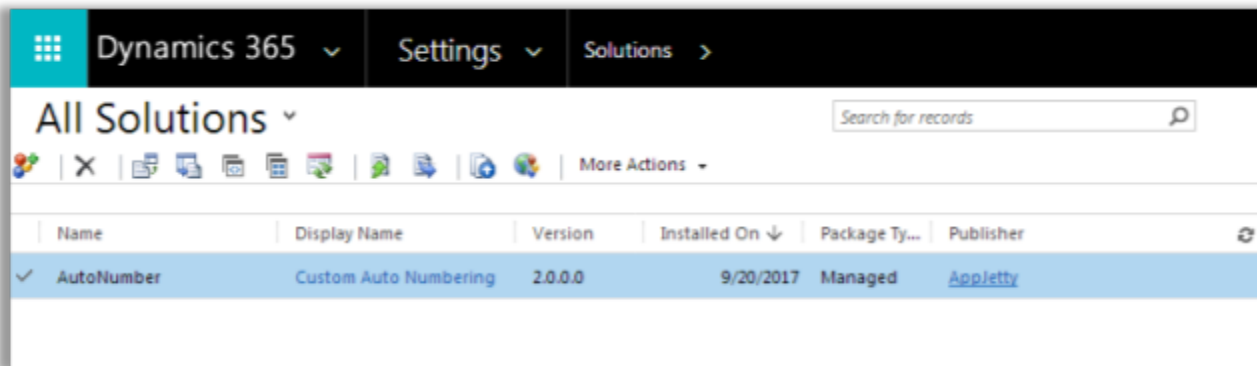 Dynamics 365 Settings Solutions
All Solutions
Search for records
More Actions
Name Display Name Version Installed On Package Ty... Publisher
AutoNumber Custom Auto Numbering 2.0.0.0 9/20/2017 Managed AppJetty